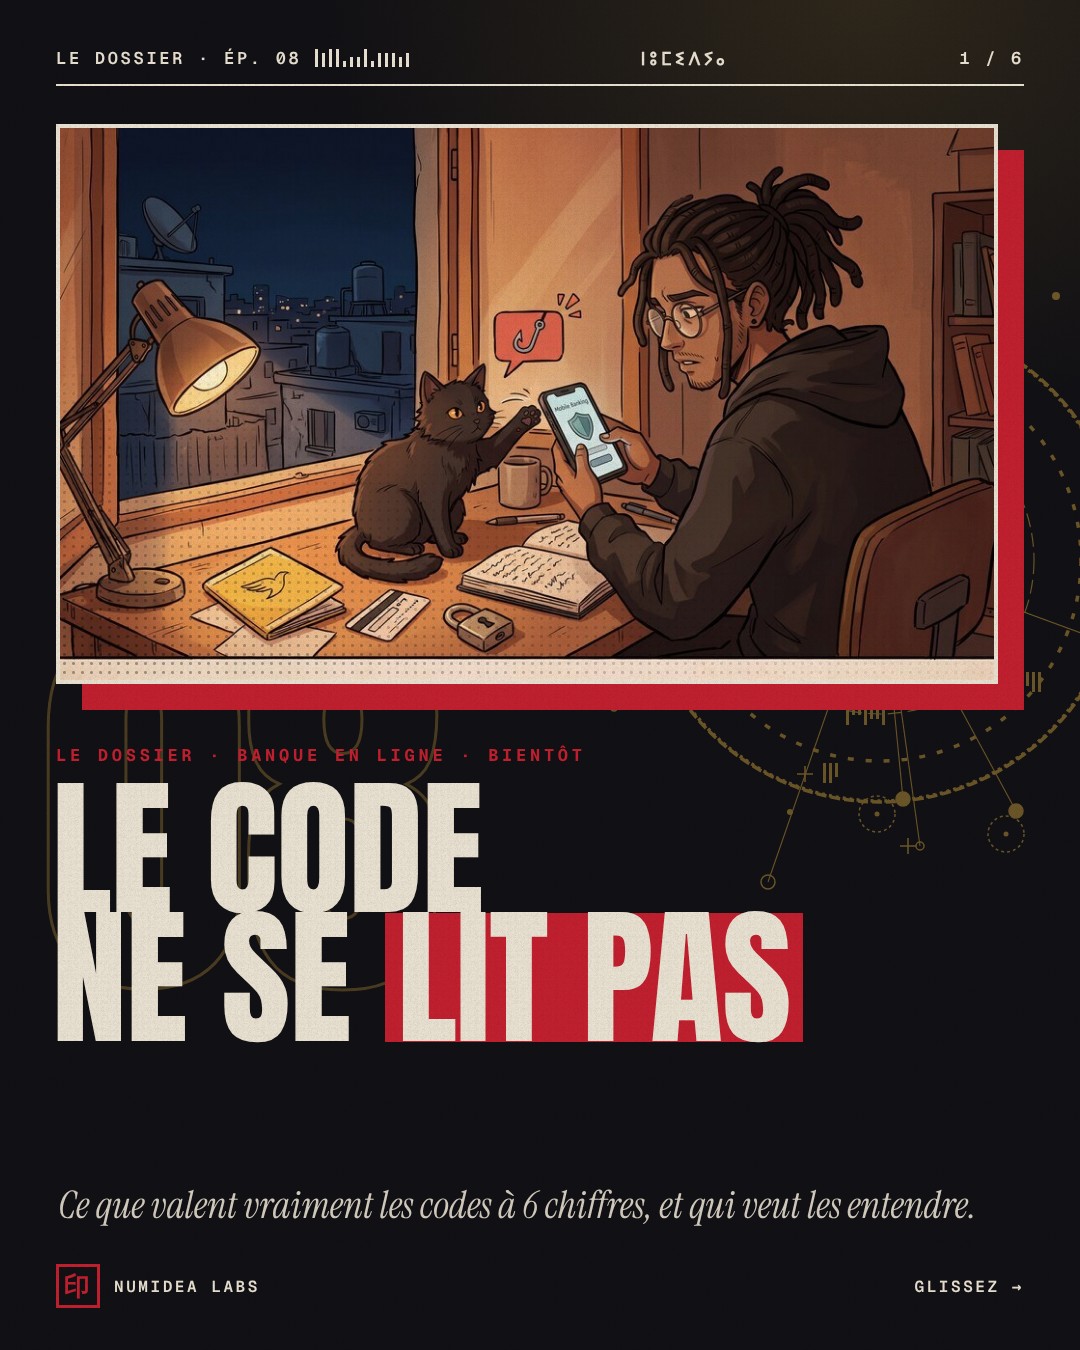 LE DOSSIER · ÉP. 08
ⵏⵓⵎⵉⴷⵢⴰ
1 / 6
Mobile Banking
LE DOSSIER · BANQUE EN LIGNE · BIENTÔT
LE CODE
NE SE LIT PAS
Ce que valent vraiment les codes à 6 chiffres, et qui veut les entendre.
NUMIDEA LABS
GLISSEZ →